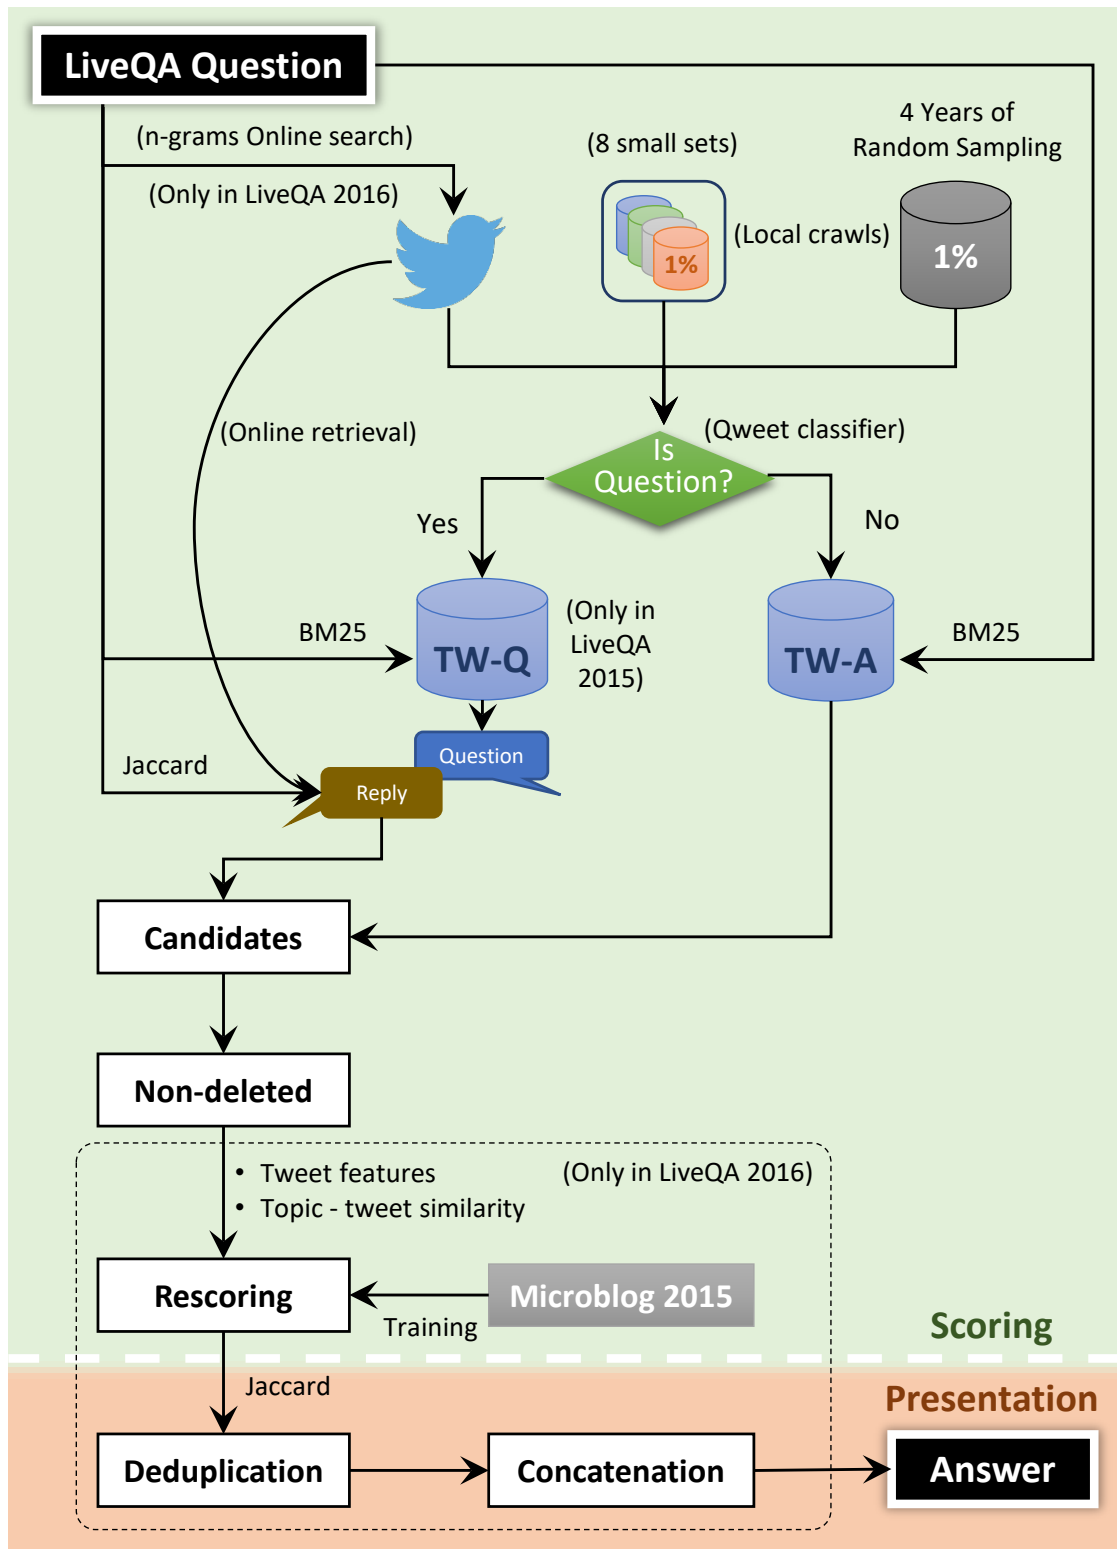 LiveQA Question
(n-grams Online search)
(Only in LiveQA 2016)
(8 small sets)
4 Years of
Random Sampling
(Local crawls)
1%
1%
(Online retrieval)
(Qweet classifier)
Is
Question?
Yes
No
BM25
TW-Q
(Only in
LiveQA
2015)
TW-A
BM25
Question
Jaccard
Reply
Candidates
Non-deleted
• Tweet features
• Topic - tweet similarity
(Only in LiveQA 2016)
Rescoring
Training
Microblog 2015
Scoring
Jaccard
Presentation
Deduplication
Concatenation
Answer